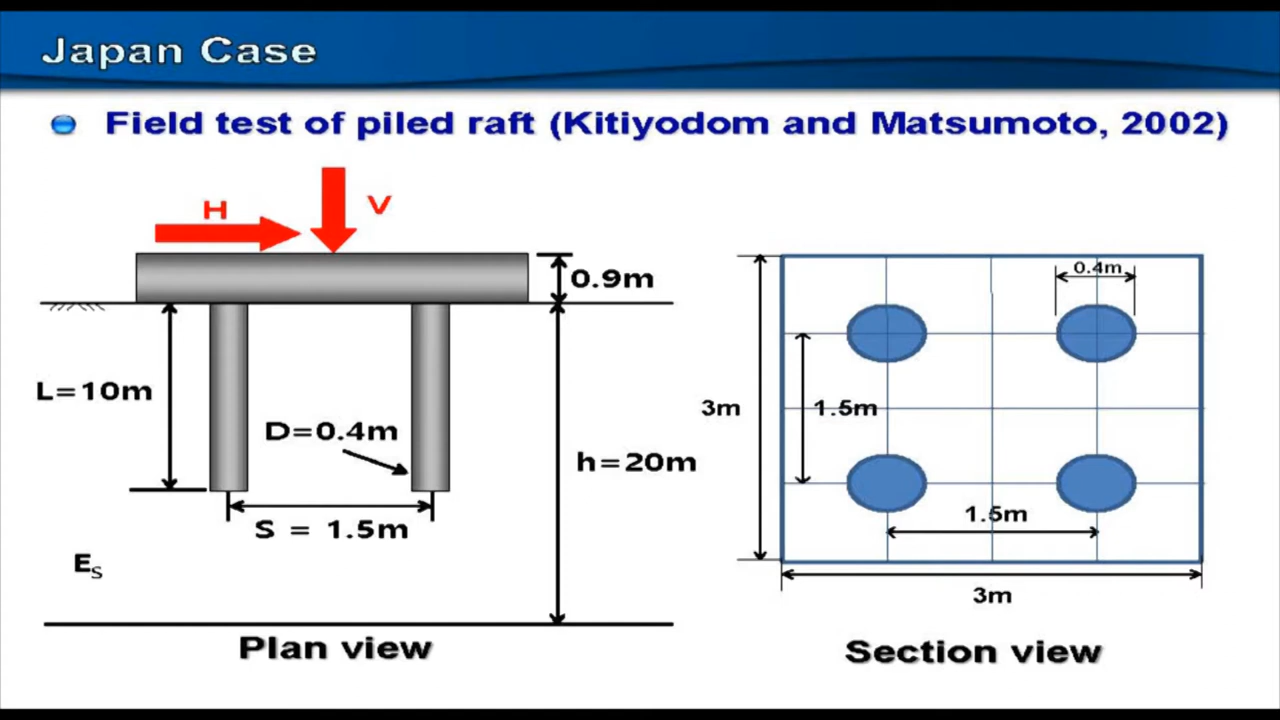 Japan Case
Field test of piled raft (Kitiyodom and Matsumoto, 2002)
H
V
0.9m
L=10m
D=0.4m
h=20m
S = 1.5m
Es
Plan view
0.4m
3m
1.5m
1.5m
3m
Section view